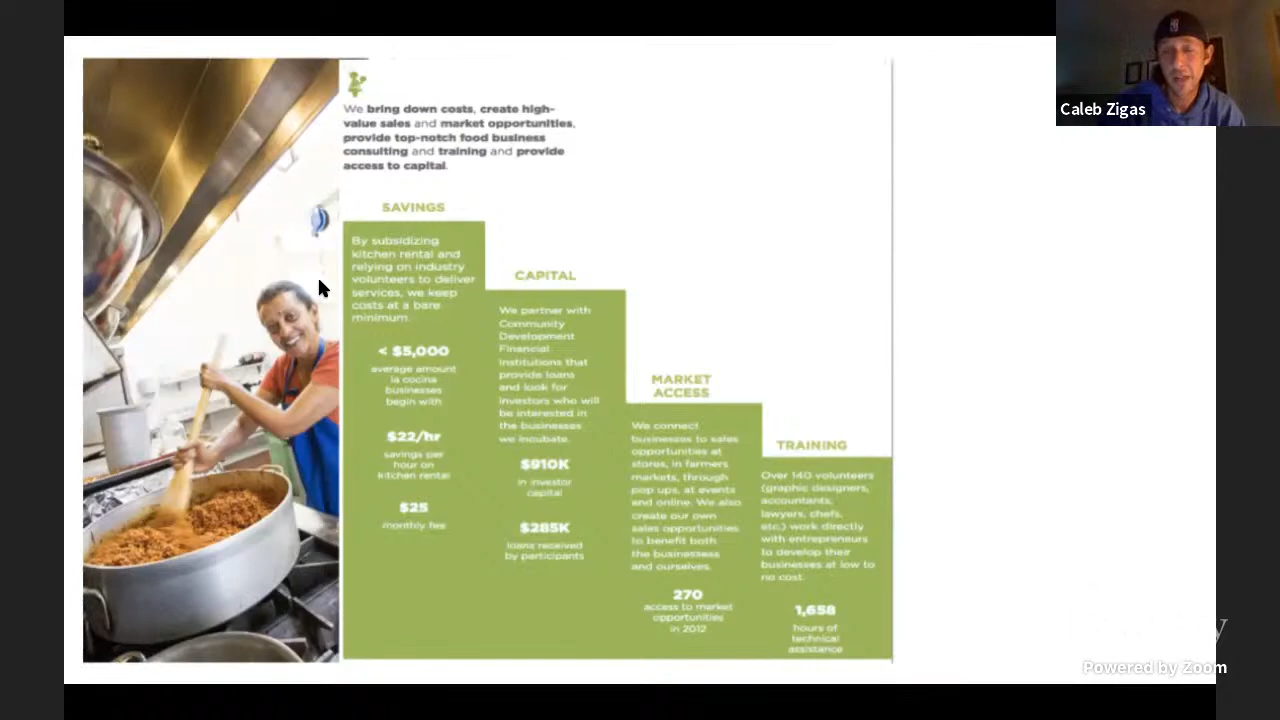 We bring down costs, create high-
value sales and market opportunities,
provide top-notch food business
consulting and training and provide
access to capital.
SAVINGS
By subsidizing
kitchen rental and
relying on industry
volunteers to deliver
services, we keep
costs at a bare
minimum.
< $5,000
average amount
la cocina
businesses
begin with
$22/hr
savings per
hour on
kitchen rental
$25
monthly fee
CAPITAL
We partner with
Community
Development
Financial
Institutions that
provide loans
and look for
investors who will
be interested in
the businesses
we incubate.
$910K
in investor
capital
$285K
loans received
by participants
MARKET
ACCESS
We connect
businesses to sales
opportunities at
stores, in farmers
markets, through
pop ups, at events
and online. We also
create our own
sales opportunities
to benefit both
the businesses
and ourselves.
270
access to market
opportunities
in 2012
TRAINING
Over 140 volunteers
(graphic designers,
accountants,
lawyers, chefs,
etc.) work directly
with entrepreneurs
to develop their
businesses at low to
no cost.
1,658
hours of
technical
assistance
Caleb Zigas
Powered by Zoom